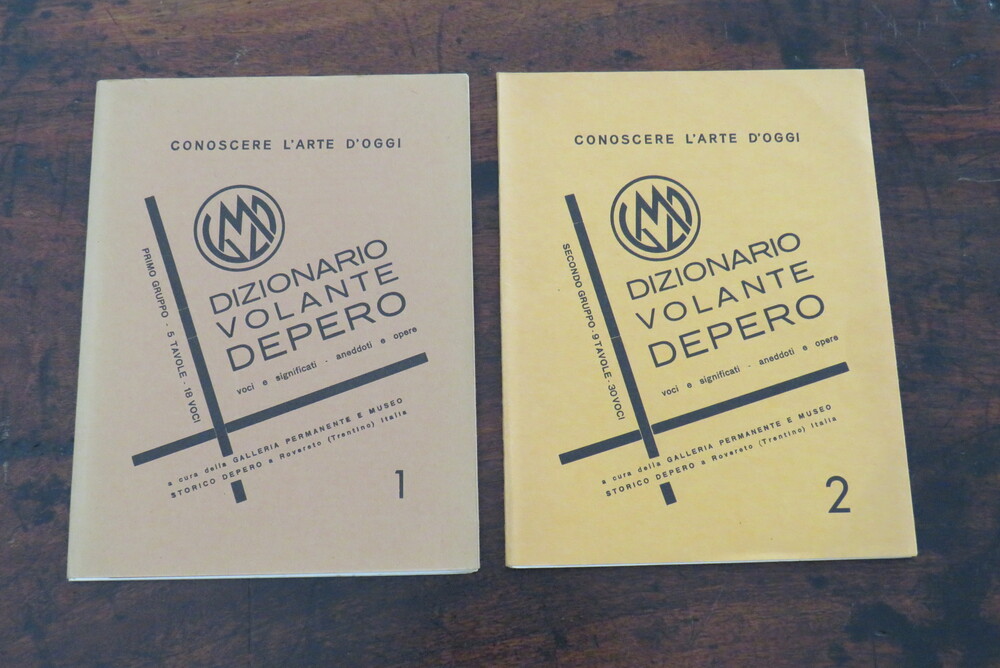 CONOSCERE L'ARTE D'OGGI
PRIMO GRUPPO - 5 TAVOLE - 18 VOCI
DIZIONARIO
VOLANTE
DEPERO
voci e significati - aneddoti e opere
a cura della GALLERIA PERMANENTE E MUSEO
STORICO DEPERO a Rovereto (Trentino) Italia
1
CONOSCERE L'ARTE D'OGGI
SECONDO GRUPPO - 9 TAVOLE - 30 VOCI
DIZIONARIO
VOLANTE
DEPERO
voci e significati - aneddoti e opere
a cura della GALLERIA PERMANENTE E MUSEO
STORICO DEPERO a Rovereto (Trentino) Italia
2